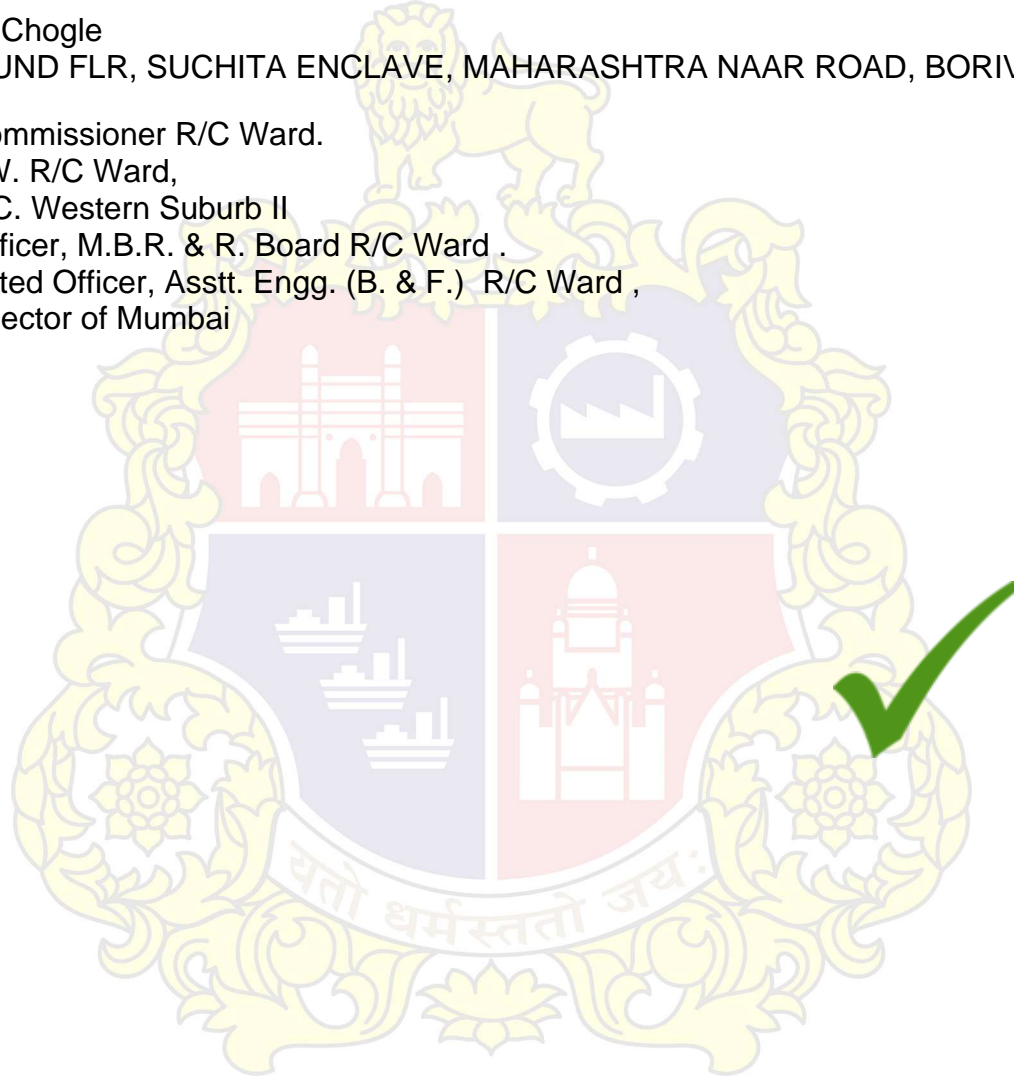 Chogle
UND FLR, SUCHITA ENCLAVE, MAHARASHTRA NAAR ROAD, BORIV
mmissioner R/C Ward.
. R/C Ward,
C. Western Suburb II
ficer, M.B.R. & R. Board R/C Ward .
ted Officer, Asstt. Engg. (B. & F.) R/C Ward ,
ector of Mumbai
यतो धर्मस्ततो जय: